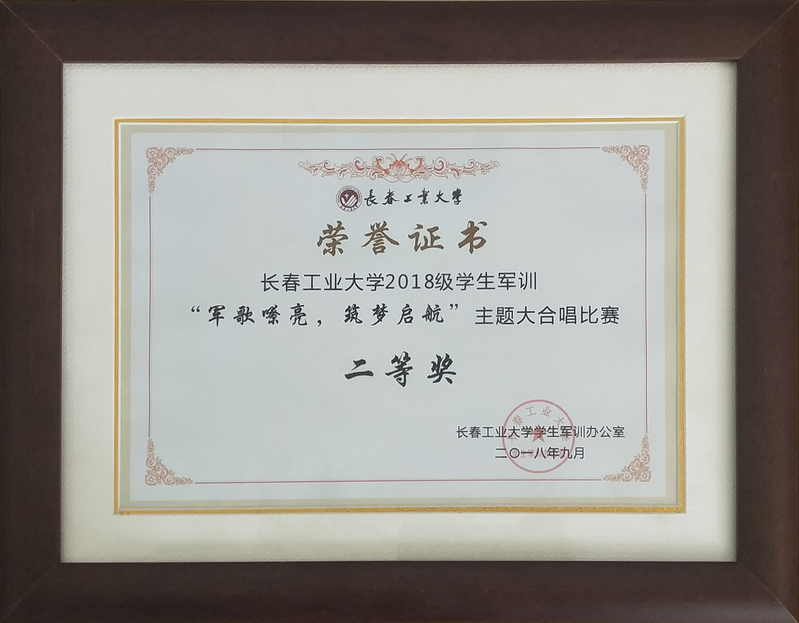 长春工业大学
荣誉证书
长春工业大学2018级学生军训
“军歌嘹亮，筑梦启航”主题大合唱比赛
二等奖
长春工业大学学生军训办公室
二〇一八年九月